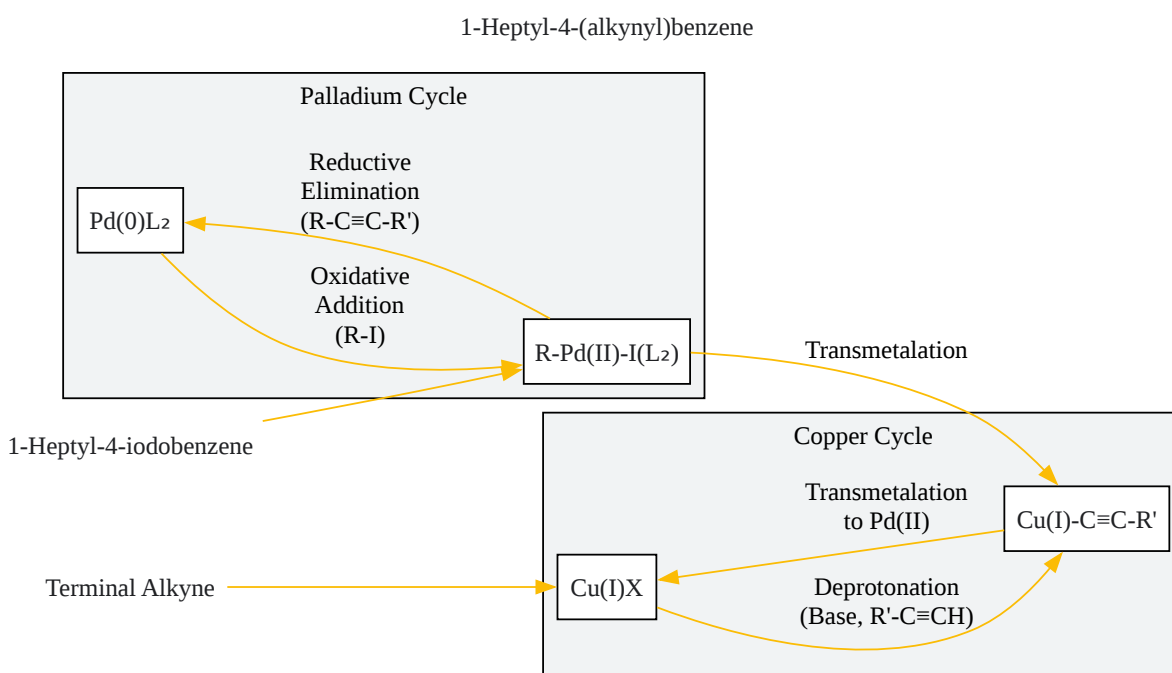 1-Heptyl-4-(alkynyl)benzene
Palladium Cycle
Reductive
Elimination
(R-C≡C-R')
Pd(0)L₂
Oxidative
Addition
(R-I)
R-Pd(II)-I(L₂)
Transmetalation
1-Heptyl-4-iodobenzene
Copper Cycle
Transmetalation
to Pd(II)
Cu(I)-C≡C-R'
Terminal Alkyne
Cu(I)X
Deprotonation
(Base, R'-C≡CH)